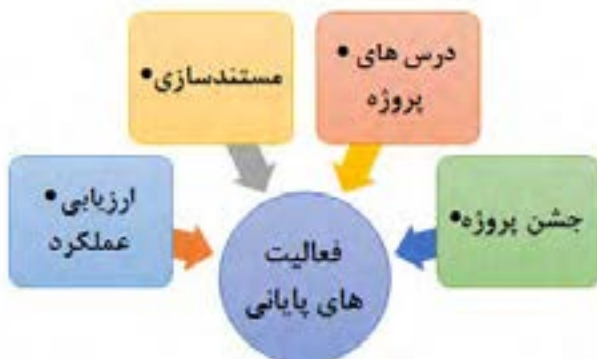 درس های •
پروژه
مستندسازی •
جشن پروژه •
ارزیابی •
عملکرد
فعالیت
های پایانی